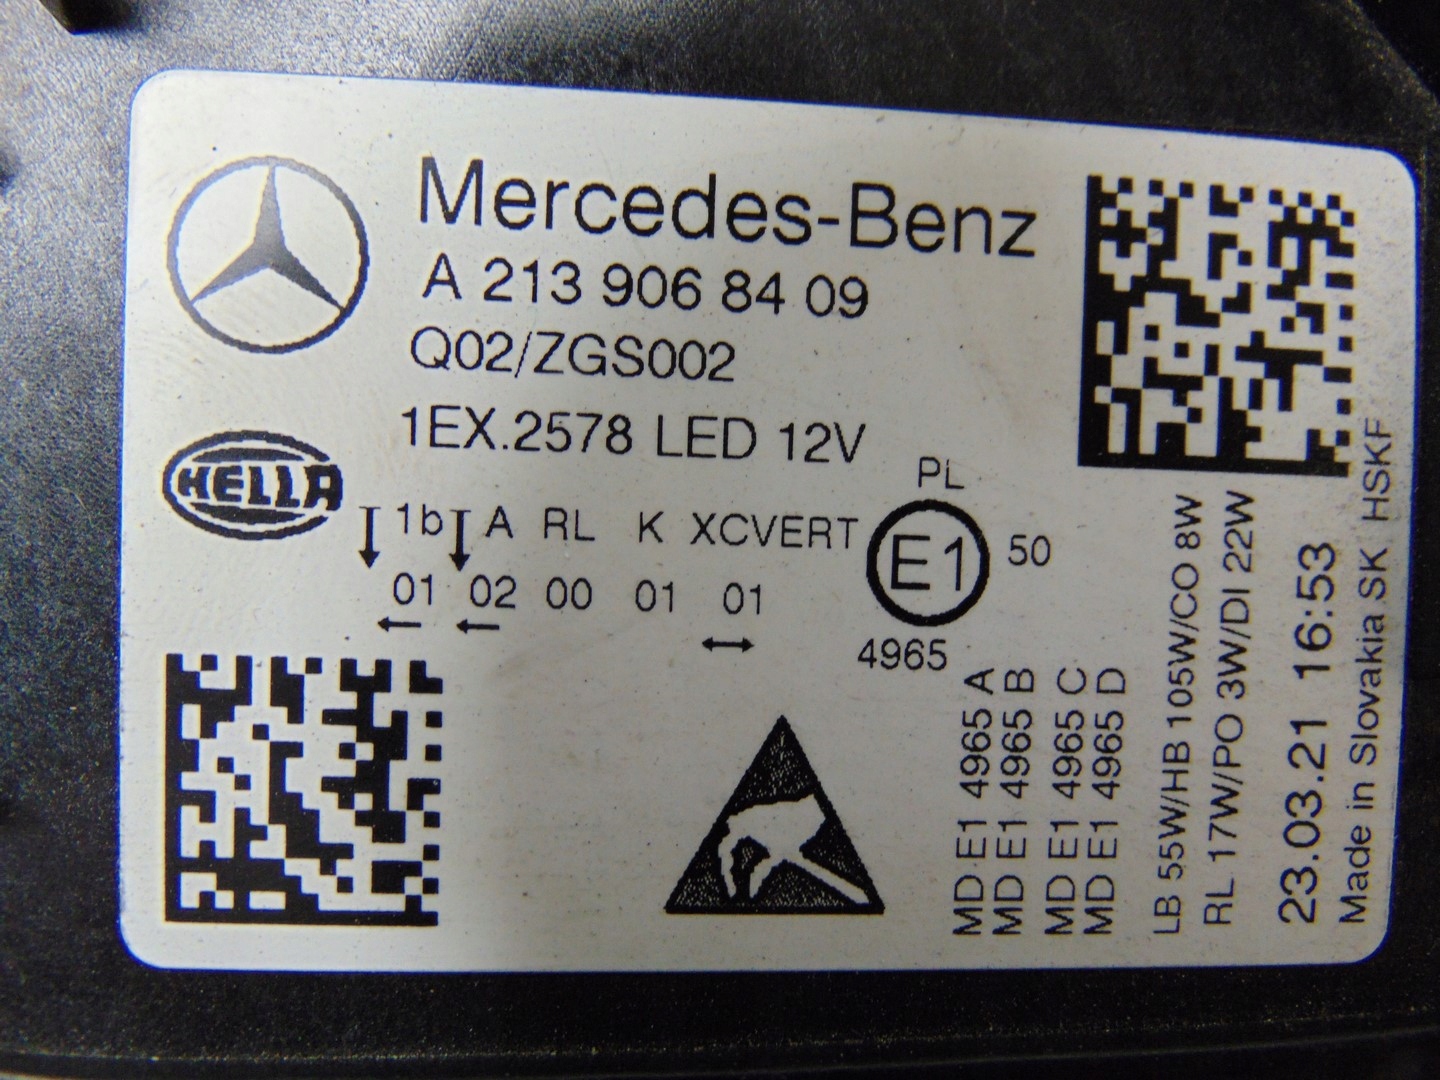 Mercedes-Benz
A 213 906 84 09
Q02/ZGS002
1EX.2578 LED 12V
HELLA
1b A RL K XCVERT
01 02 00 01 01
PL
E1
50
4965
MD E1 4965 A
MD E1 4965 B
MD E1 4965 C
MD E1 4965 D
LB 55W/HB 105W/CO 8W
RL 17W/PO 3W/DI 22W
23.03.21 16:53
Made in Slovakia SK HSKF